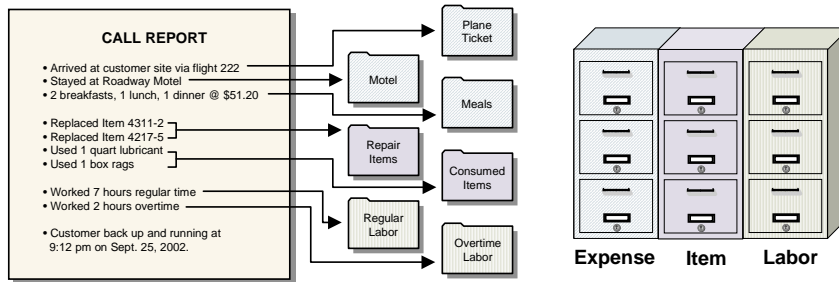 CALL REPORT
• Arrived at customer site via flight 222
• Stayed at Roadway Motel
• 2 breakfasts, 1 lunch, 1 dinner @ $51.20
• Replaced Item 4311-2
• Replaced Item 4217-5
• Used 1 quart lubricant
• Used 1 box rags
• Worked 7 hours regular time
• Worked 2 hours overtime
• Customer back up and running at
9:12 pm on Sept. 25, 2002.
Plane
Ticket
Motel
Meals
Repair
Items
Consumed
Items
Regular
Labor
Overtime
Labor
Expense
Item
Labor